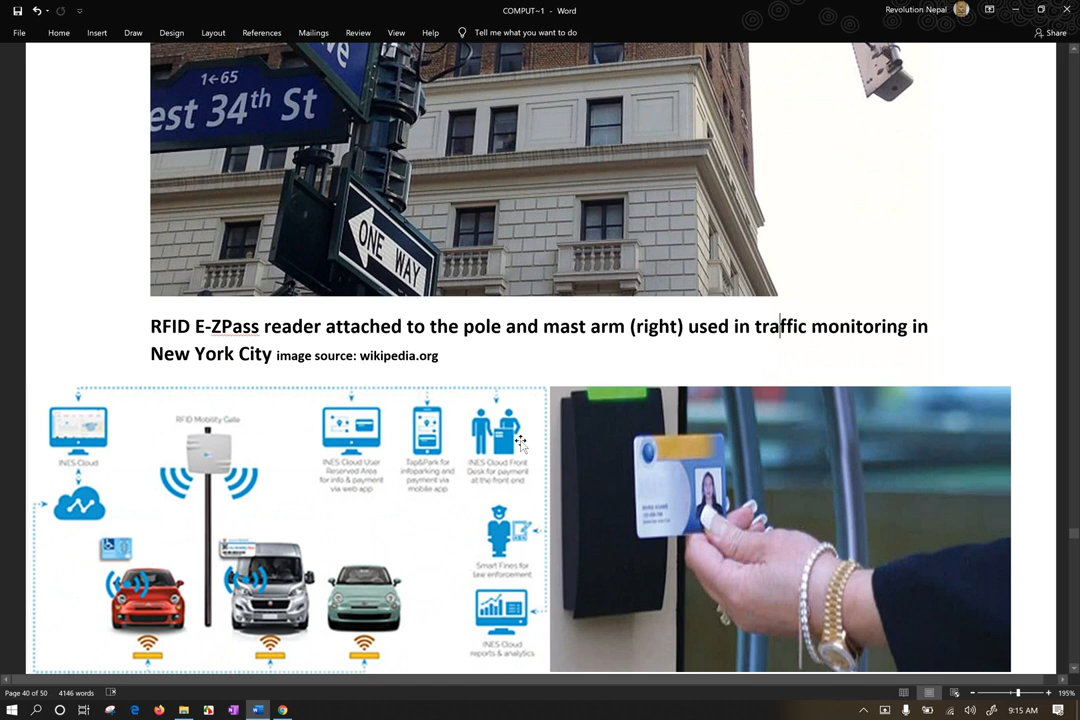 COMPUT~1 - Word
Revolution Nepal
File Home Insert Draw Design Layout References Mailings Review View Help Tell me what you want to do
Share
1←65
est 34th St
ve
ONE WAY
RFID E-ZPass reader attached to the pole and mast arm (right) used in traffic monitoring in
New York City image source: wikipedia.org
RFID Mobility Gate
INES Cloud
INES Cloud User
Reserved Area
for info & payment
via web app
Tap&Park for
infoparking and
payment via
mobile app
INES Cloud Front
Desk for payment
at the front end
Smart Fines for
law enforcement
INES Cloud
reports & analytics
Page 40 of 50 4146 words
195%
9:15 AM